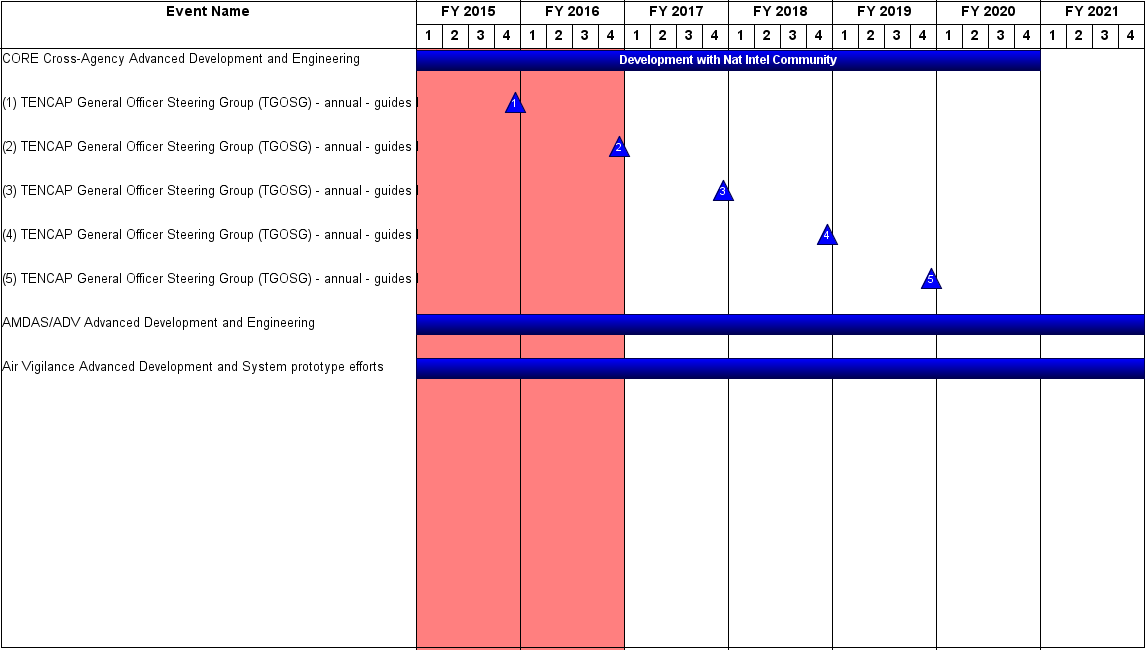 Event Name FY 2015 FY 2016 FY 2017 FY 2018 FY 2019 FY 2020 FY 2021
1 2 3 4 1 2 3 4 1 2 3 4 1 2 3 4 1 2 3 4 1 2 3 4 1 2 3 4
CORE Cross-Agency Advanced Development and Engineering Development with Nat Intel Community
(1) TENCAP General Officer Steering Group (TGOSG) - annual - guides 1
(2) TENCAP General Officer Steering Group (TGOSG) - annual - guides 2
(3) TENCAP General Officer Steering Group (TGOSG) - annual - guides 3
(4) TENCAP General Officer Steering Group (TGOSG) - annual - guides 4
(5) TENCAP General Officer Steering Group (TGOSG) - annual - guides 5
AMDAS/ADV Advanced Development and Engineering
Air Vigilance Advanced Development and System prototype efforts